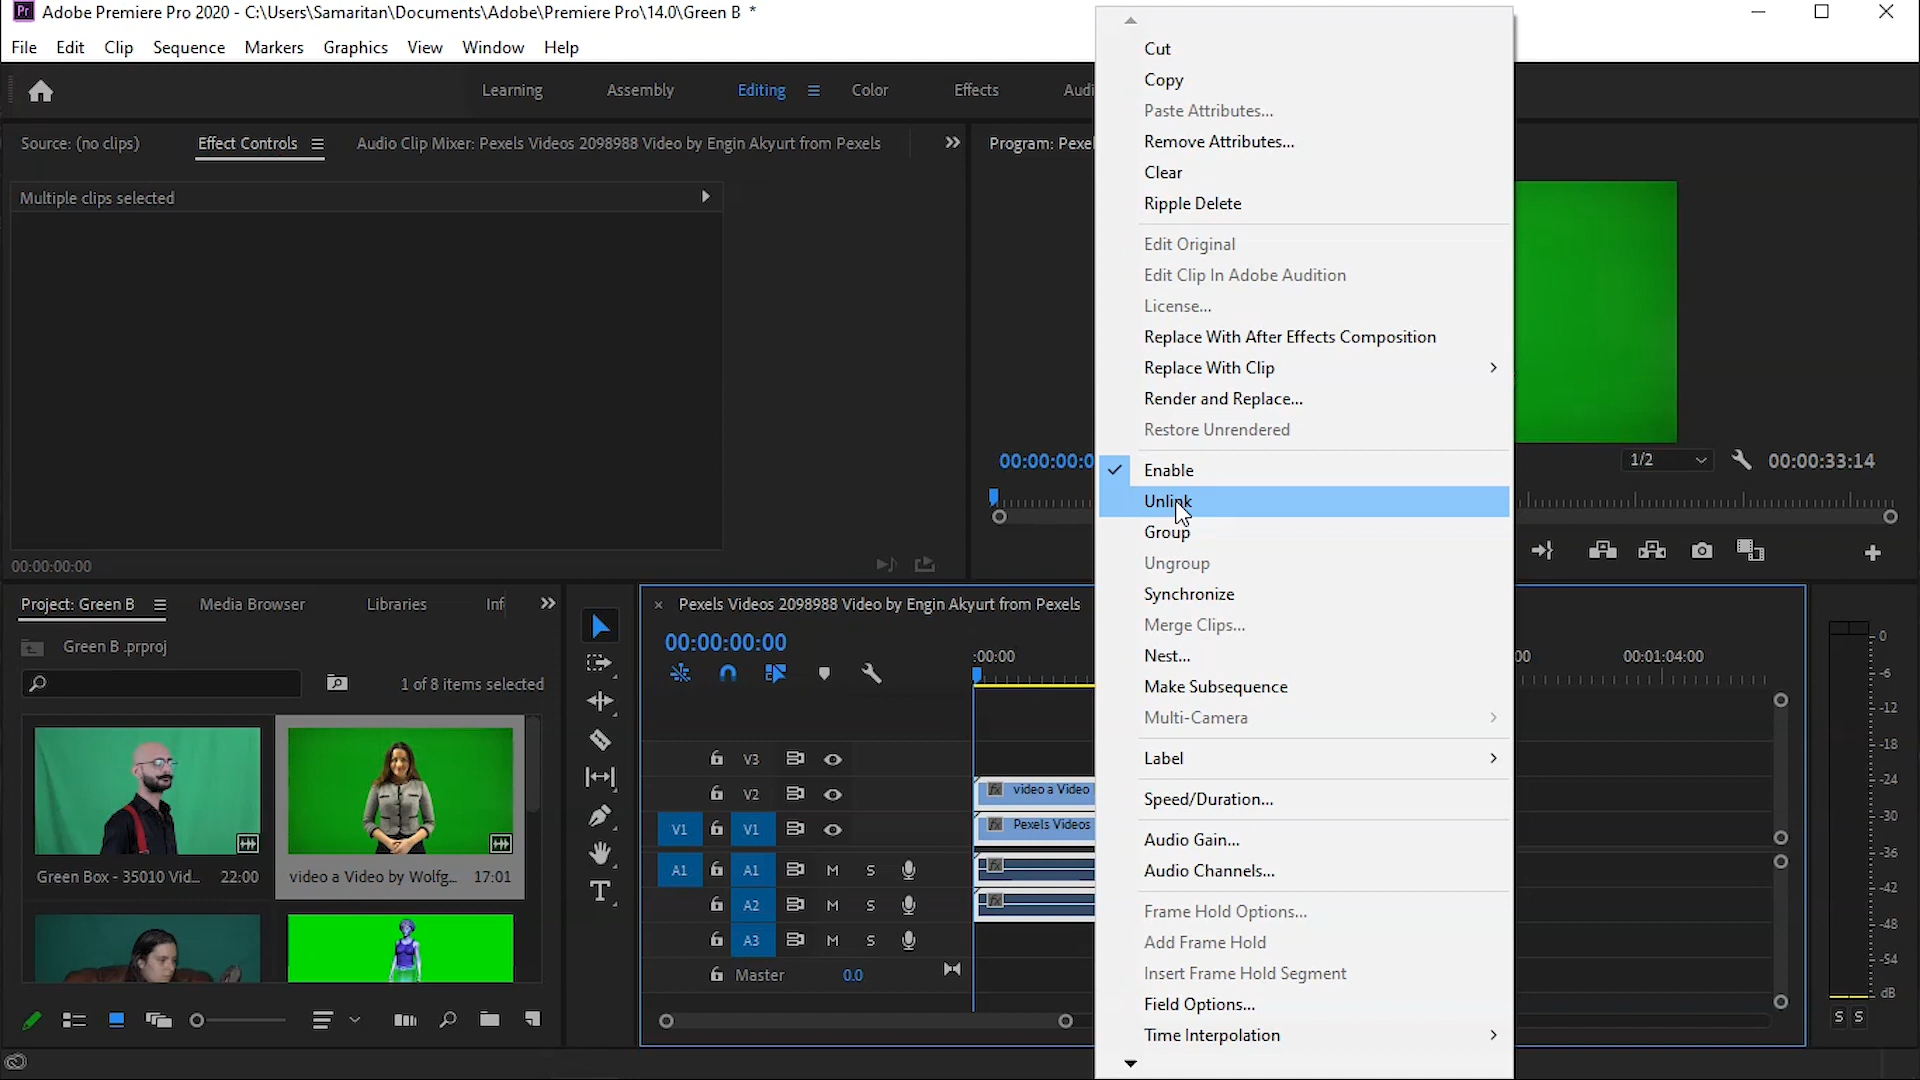 Adobe Premiere Pro 2020 - C:\Users\Samaritan\Documents\Adobe\Premiere Pro\14.0\Green B *
File Edit Clip Sequence Markers Graphics View Window Help
Learning Assembly Editing Color Effects Audi
Source: (no clips) Effect Controls Audio Clip Mixer: Pexels Videos 2098988 Video by Engin Akyurt from Pexels
Program: Pexel
Multiple clips selected
00:00:00:00
00:00:00:0
1/2
00:00:33:14
Cut
Copy
Paste Attributes...
Remove Attributes...
Clear
Ripple Delete
Edit Original
Edit Clip In Adobe Audition
License...
Replace With After Effects Composition
Replace With Clip
Render and Replace...
Restore Unrendered
Enable
Unlink
Group
Ungroup
Synchronize
Merge Clips...
Nest...
Make Subsequence
Multi-Camera
Label
Speed/Duration...
Audio Gain...
Audio Channels...
Frame Hold Options...
Add Frame Hold
Insert Frame Hold Segment
Field Options...
Time Interpolation
Project: Green B Media Browser Libraries Inf
Green B .prproj
1 of 8 items selected
Green Box - 35010 Vid... 22:00
video a Video by Wolfg... 17:01
Pexels Videos 2098988 Video by Engin Akyurt from Pexels
00:00:00:00
:00:00
00
00:01:04:00
V3
V2
video a Video
V1 V1
Pexels Videos
A1 A1 M S
A2 M S
A3 M S
Master 0.0
0
-6
-12
-18
-24
-30
-36
-42
-48
-54
dB
S S